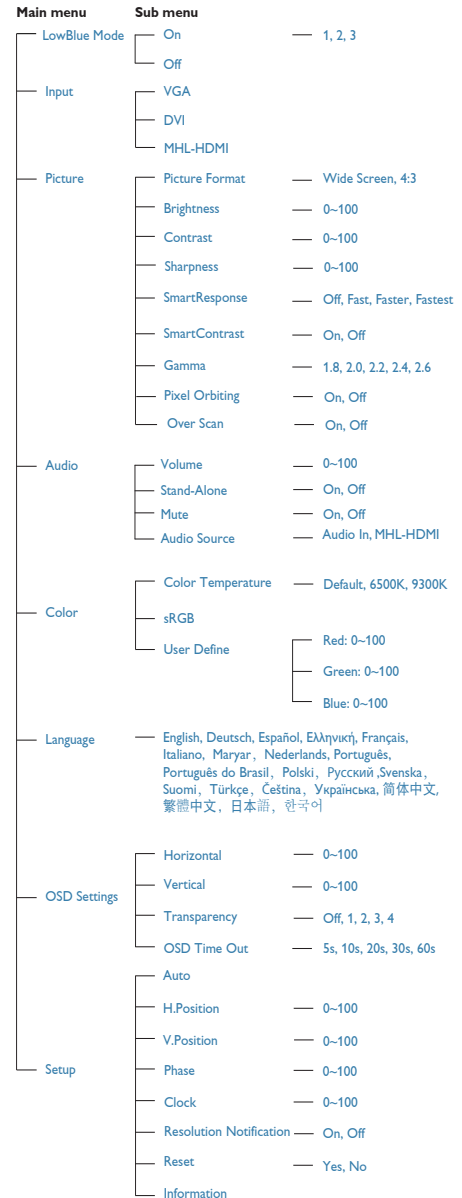 Main menu Sub menu
LowBlue Mode On 1, 2, 3
Off
Input VGA
DVI
MHL-HDMI
Picture Picture Format Wide Screen, 4:3
Brightness 0~100
Contrast 0~100
Sharpness 0~100
SmartResponse Off, Fast, Faster, Fastest
SmartContrast On, Off
Gamma 1.8, 2.0, 2.2, 2.4, 2.6
Pixel Orbiting On, Off
Over Scan On, Off
Audio Volume 0~100
Stand-Alone On, Off
Mute On, Off
Audio Source Audio In, MHL-HDMI
Color Temperature Default, 6500K, 9300K
Color sRGB
User Define Red: 0~100
Green: 0~100
Blue: 0~100
Language English, Deutsch, Español, Ελληνική, Français,
Italiano, Maryar, Nederlands, Português,
Português do Brasil, Polski, Русский ,Svenska,
Suomi, Türkçe, Čeština, Українська, 简体中文,
繁體中文, 日本語, 한국어
Horizontal 0~100
Vertical 0~100
OSD Settings
Transparency Off, 1, 2, 3, 4
OSD Time Out 5s, 10s, 20s, 30s, 60s
Auto
H.Position 0~100
V.Position 0~100
Setup Phase 0~100
Clock 0~100
Resolution Notification On, Off
Reset Yes, No
Information